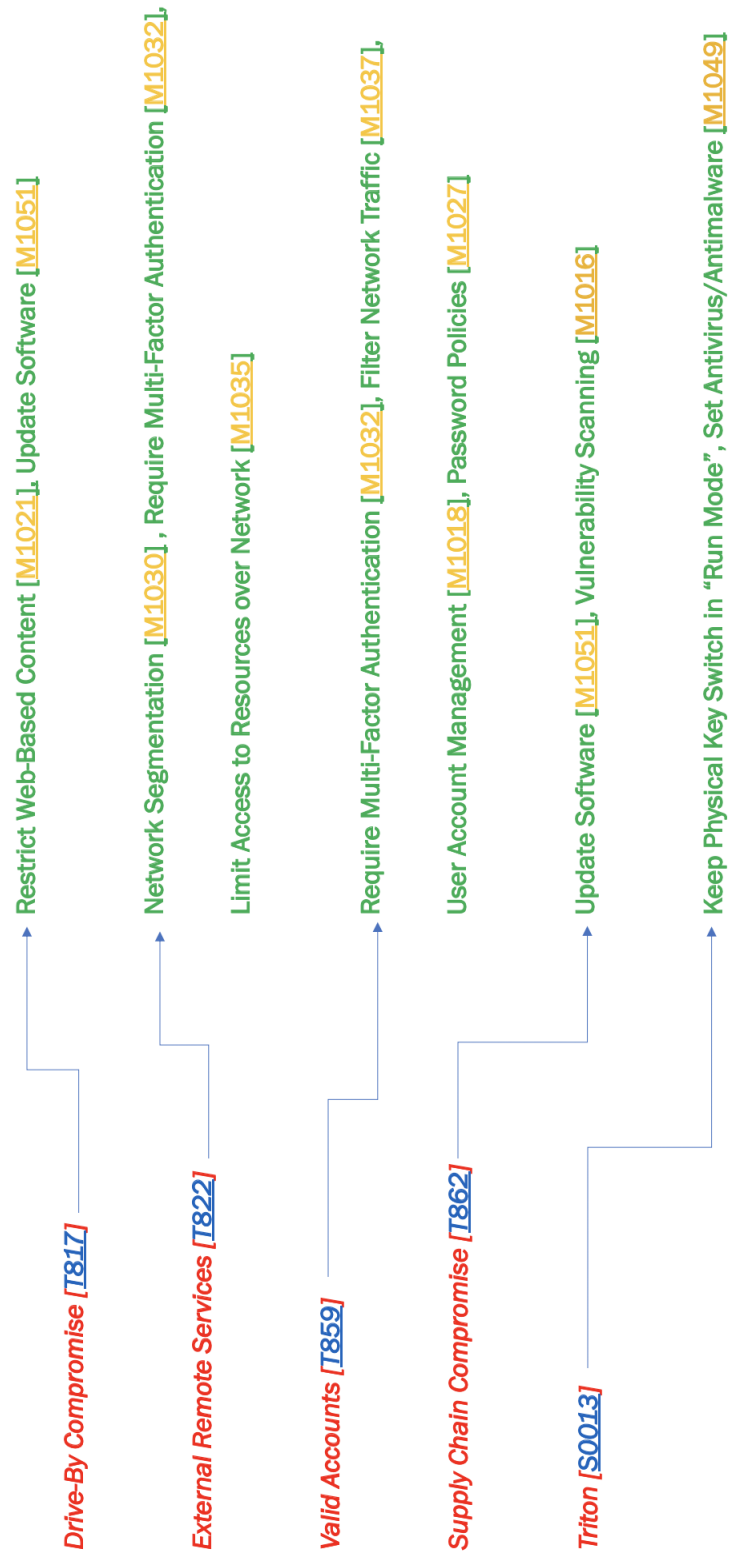 Drive-By Compromise [T817]
Restrict Web-Based Content [M1021], Update Software [M1051]
External Remote Services [T822]
Network Segmentation [M1030] , Require Multi-Factor Authentication [M1032],
Limit Access to Resources over Network [M1035]
Valid Accounts [T859]
Require Multi-Factor Authentication [M1032], Filter Network Traffic [M1037],
User Account Management [M1018], Password Policies [M1027]
Supply Chain Compromise [T862]
Update Software [M1051], Vulnerability Scanning [M1016]
Triton [S0013]
Keep Physical Key Switch in “Run Mode”, Set Antivirus/Antimalware [M1049]